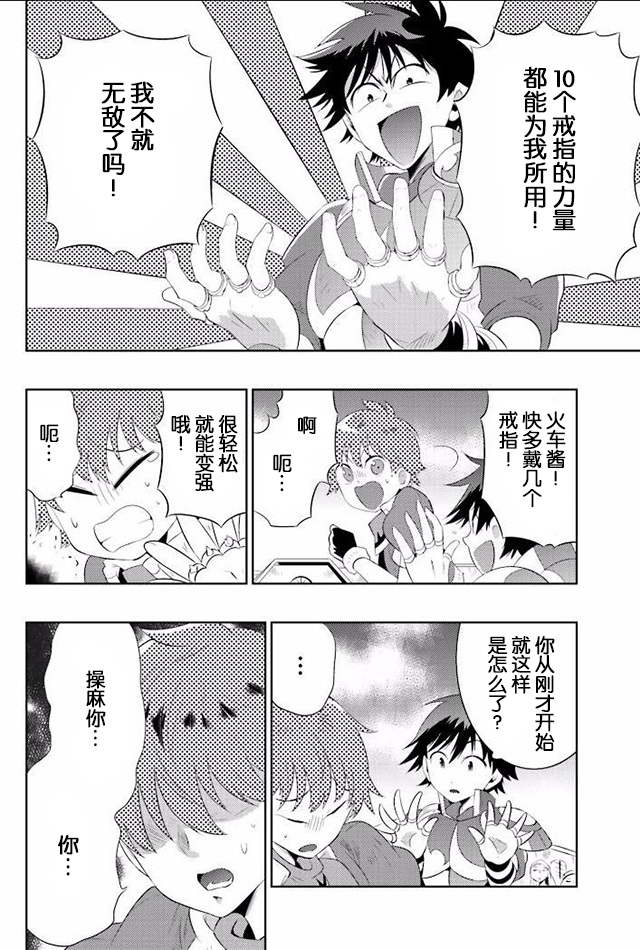 10个戒指的力量
都能为我所用！
我不就
无敌了吗！
火车酱！
快多戴几个
戒指！
啊
呃…
很轻松
就能变强
哦！
呃…
你从刚才开始
就这样
是怎么了？
…
操麻你…
你…